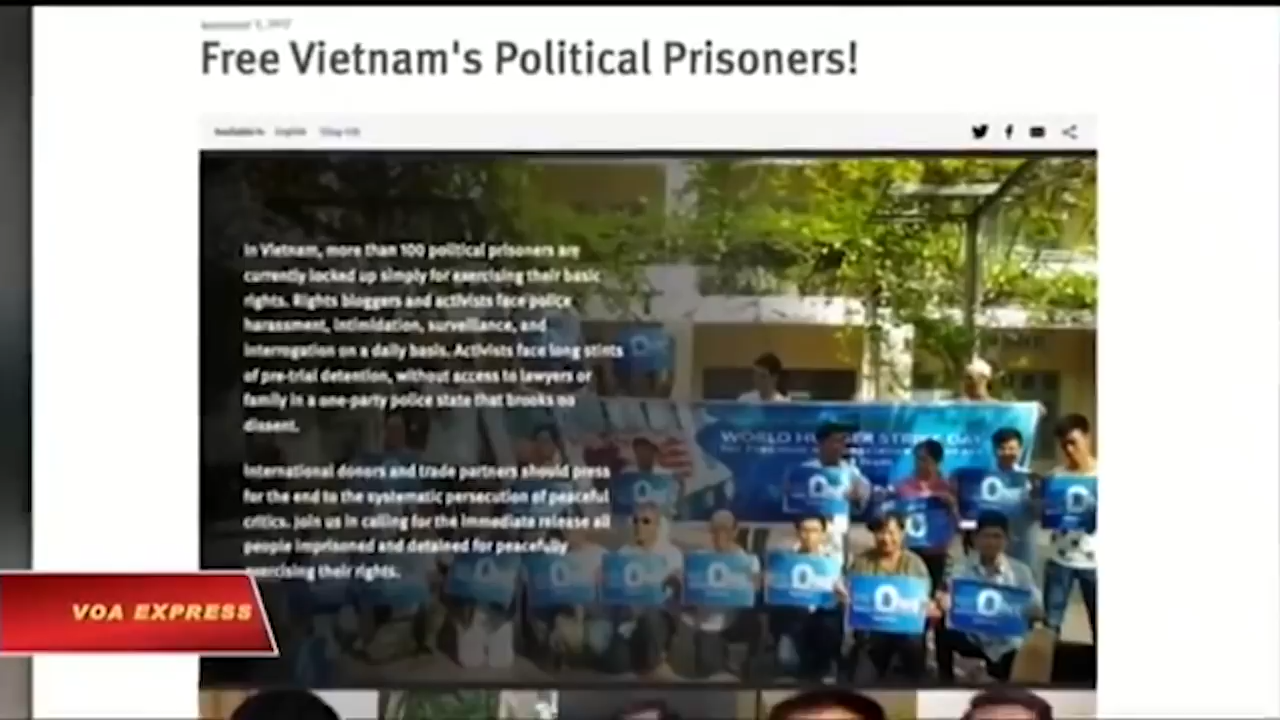 Free Vietnam's Political Prisoners!
In Vietnam, more than 100 political prisoners are
currently locked up simply for exercising their basic
rights. Rights bloggers and activists face police
harassment, intimidation, surveillance, and
interrogation on a daily basis. Activists face long stints
of pre-trial detention, without access to lawyers or
family in a one-party police state that brooks no
dissent.
International donors and trade partners should press
for the end to the systematic persecution of peaceful
critics. Join us in calling for the immediate release all
people imprisoned and detained for peacefully
exercising their rights.
WORLD HUNGER STRIKE DAY
VOA EXPRESS